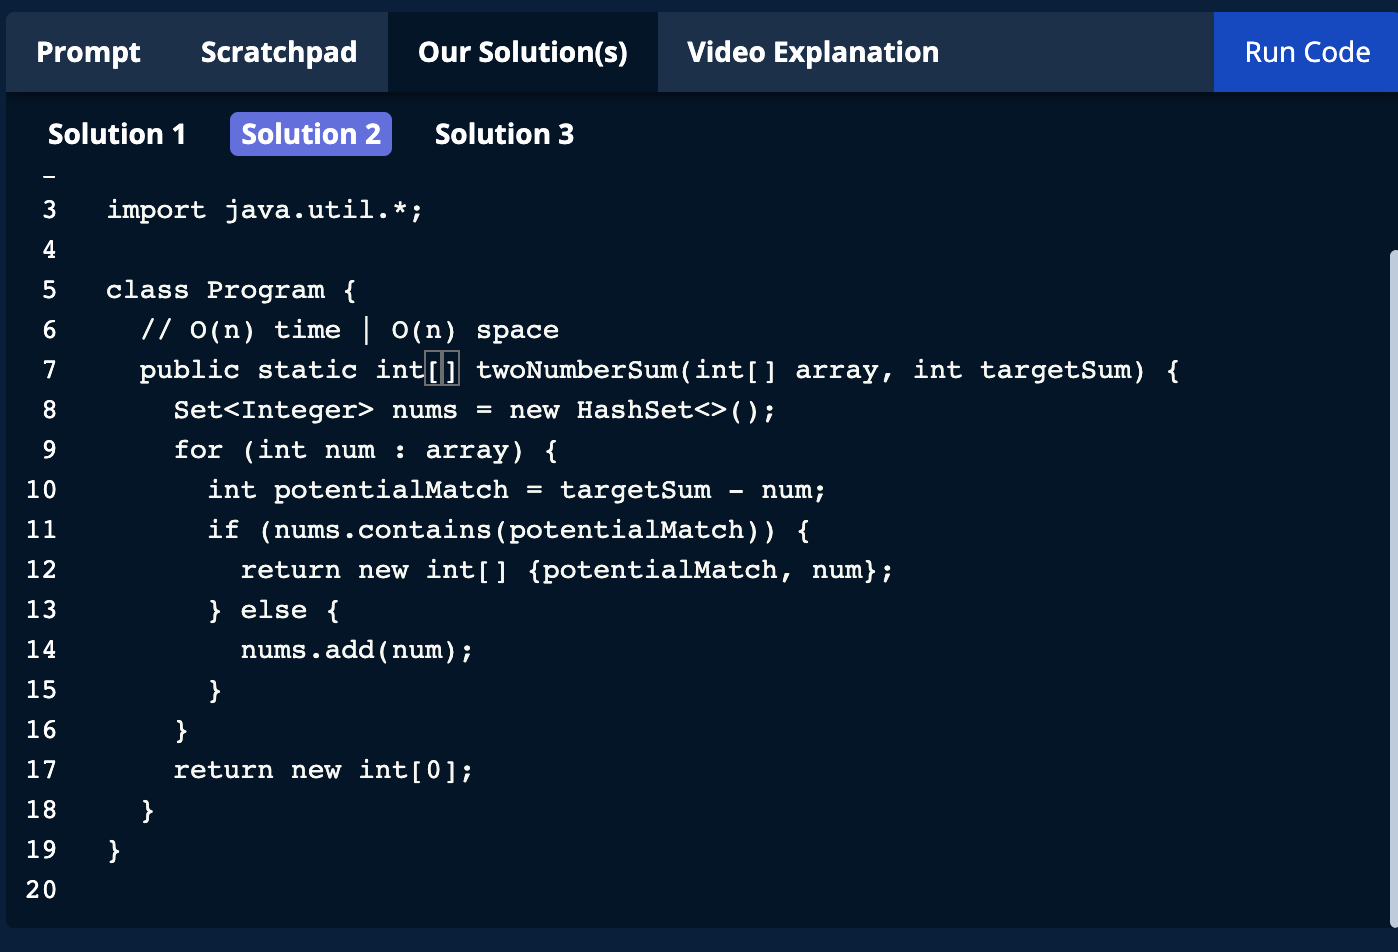 Prompt Scratchpad Our Solution(s) Video Explanation Run Code
Solution 1 Solution 2 Solution 3
3 import java.util.*;
4
5 class Program {
6   // O(n) time | O(n) space
7   public static int[] twoNumberSum(int[] array, int targetSum) {
8     Set<Integer> nums = new HashSet<>();
9     for (int num : array) {
10       int potentialMatch = targetSum - num;
11       if (nums.contains(potentialMatch)) {
12         return new int[] {potentialMatch, num};
13       } else {
14         nums.add(num);
15       }
16     }
17     return new int[0];
18   }
19 }
20